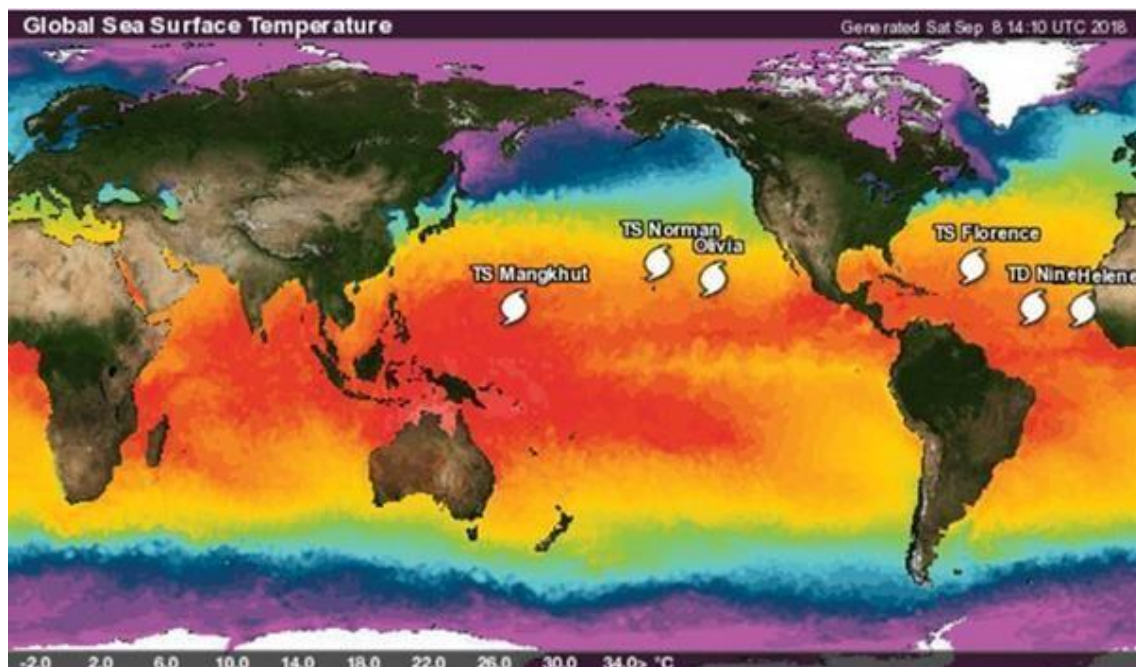 Global Sea Surface Temperature
Generated Sat Sep 8 14:10 UTC 2018
TS Norman
Olivia
TS Florence
TS Mangkhut
TD Nine
Helene
-2.0 2.0 6.0 10.0 14.0 18.0 22.0 26.0 30.0 34.0> °C